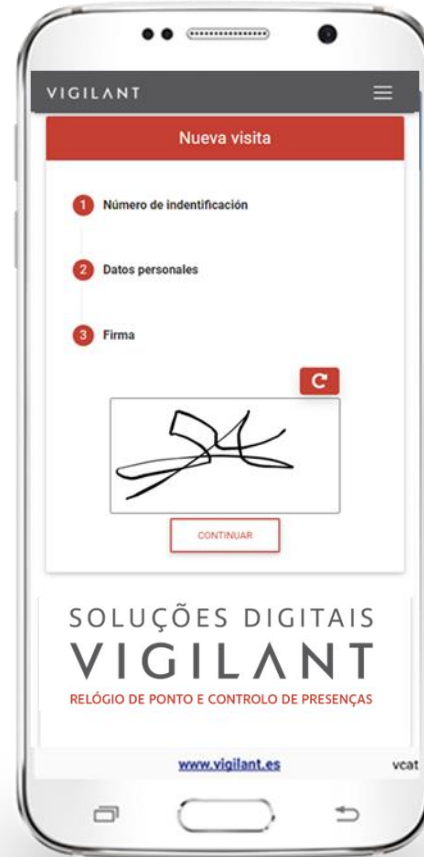 VIGILANT
Nueva visita
1 Número de indentificación
2 Datos personales
3 Firma
CONTINUAR
SOLUÇÕES DIGITAIS
VIGILANT
RELÓGIO DE PONTO E CONTROLO DE PRESENÇAS
www.vigilant.es
vcat